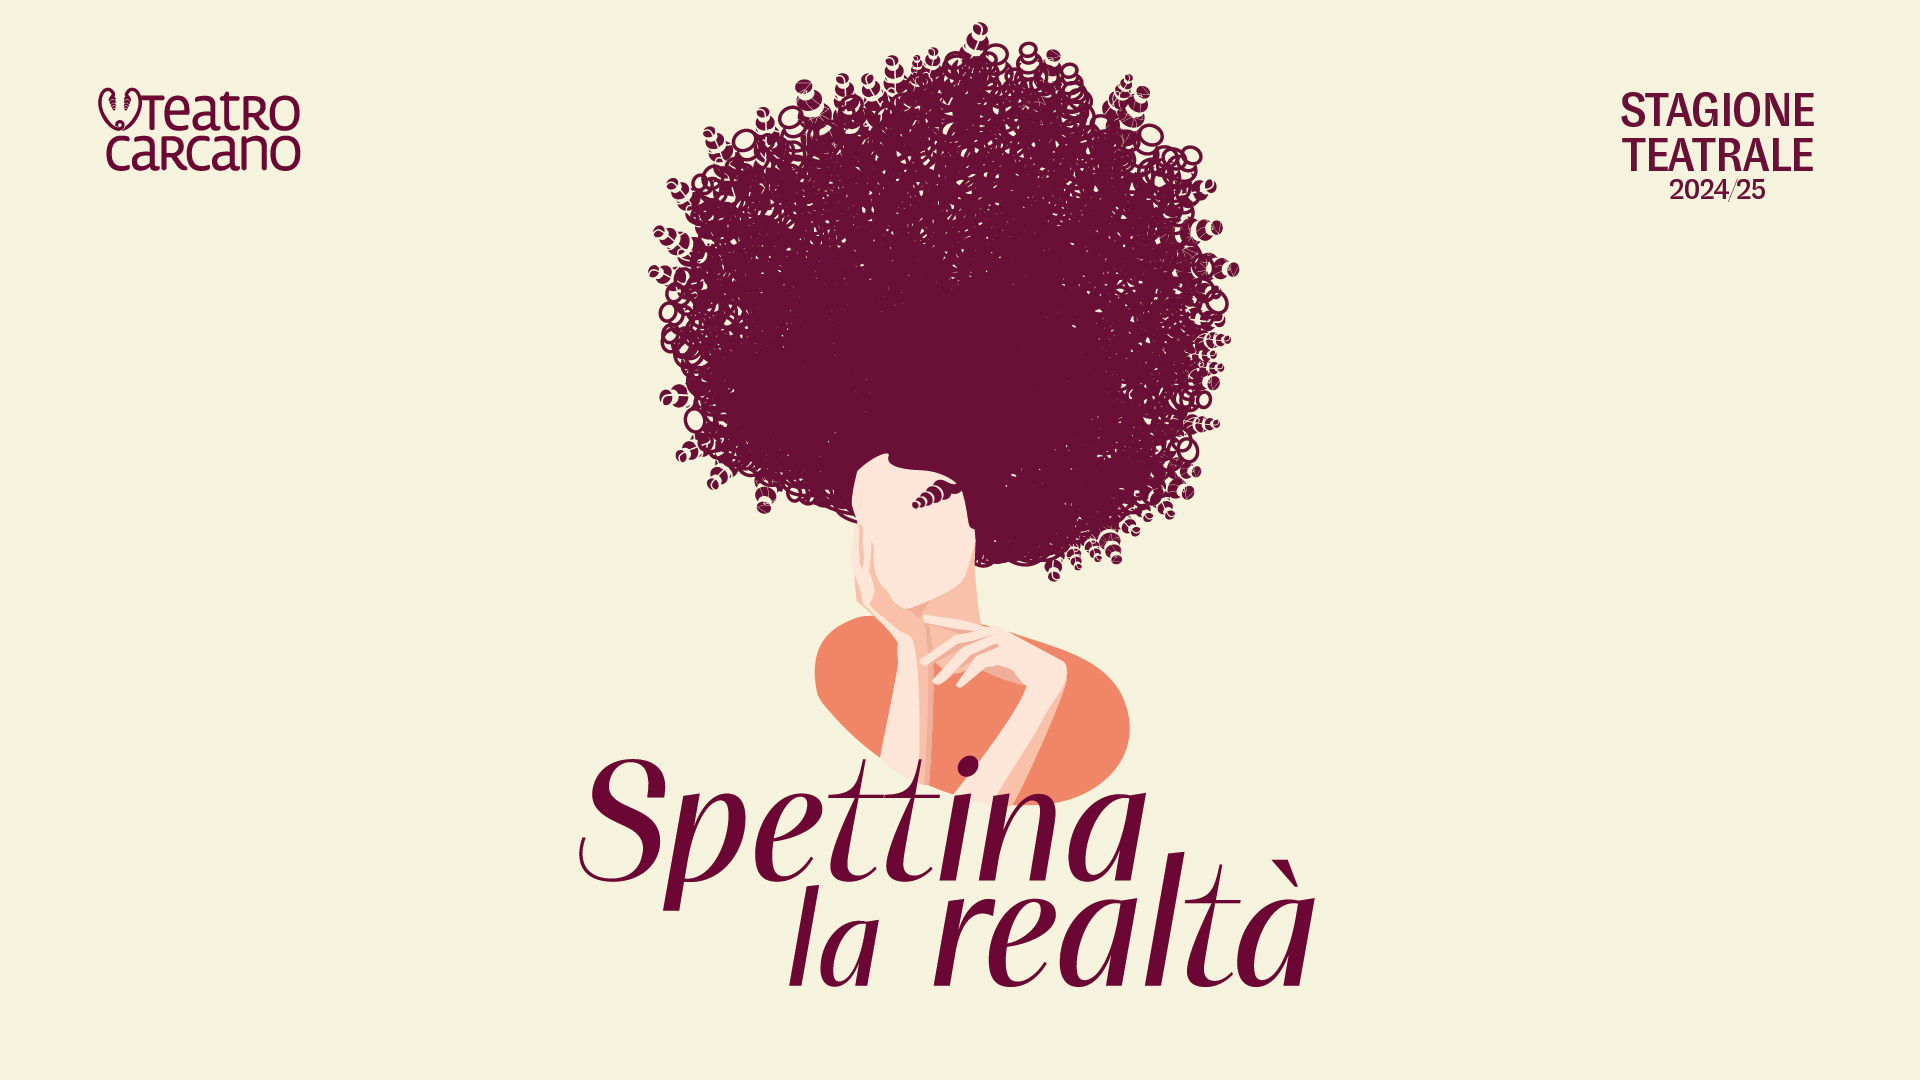 Teatro
Carcano
STAGIONE
TEATRALE
2024/25
Spettina
la realtà